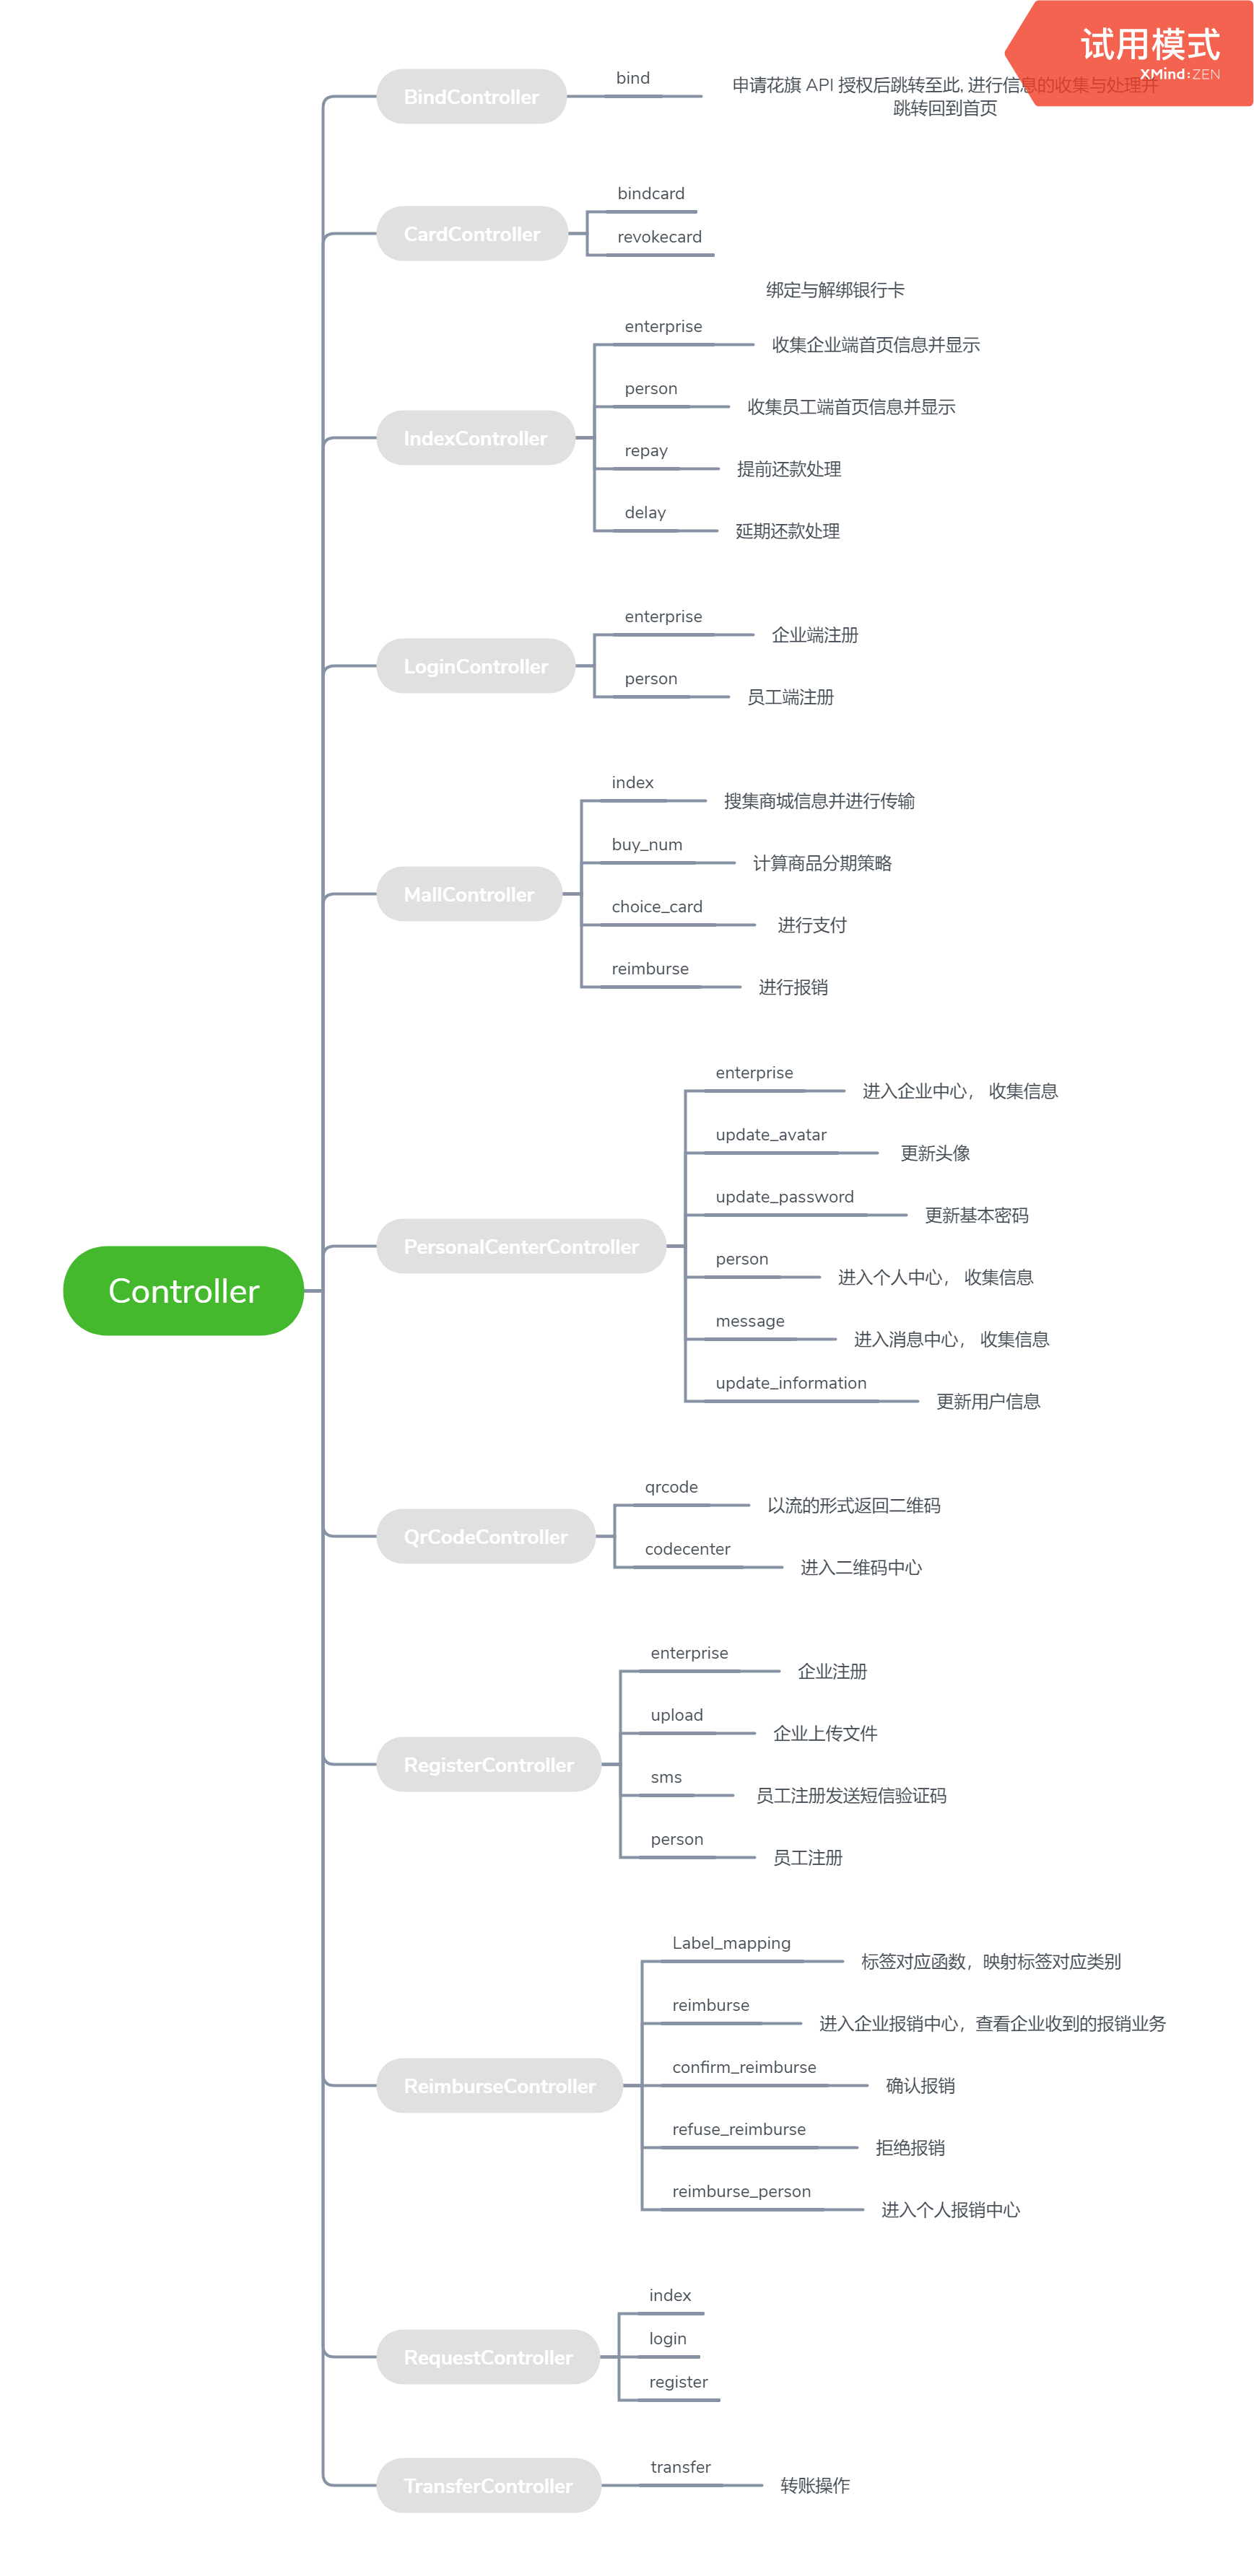 试用模式
XMind:ZEN
BindController
bind
申请花旗 API 授权后跳转至此, 进行信息的收集与处理并
跳转回到首页
CardController
bindcard
revokecard
绑定与解绑银行卡
IndexController
enterprise
收集企业端首页信息并显示
person
收集员工端首页信息并显示
repay
提前还款处理
delay
延期还款处理
LoginController
enterprise
企业端注册
person
员工端注册
MallController
index
搜集商城信息并进行传输
buy_num
计算商品分期策略
choice_card
进行支付
reimburse
进行报销
Controller
PersonalCenterController
enterprise
进入企业中心， 收集信息
update_avatar
更新头像
update_password
更新基本密码
person
进入个人中心， 收集信息
message
进入消息中心， 收集信息
update_information
更新用户信息
QrCodeController
qrcode
以流的形式返回二维码
codecenter
进入二维码中心
RegisterController
enterprise
企业注册
upload
企业上传文件
sms
员工注册发送短信验证码
person
员工注册
ReimburseController
Label_mapping
标签对应函数，映射标签对应类别
reimburse
进入企业报销中心，查看企业收到的报销业务
confirm_reimburse
确认报销
refuse_reimburse
拒绝报销
reimburse_person
进入个人报销中心
RequestController
index
login
register
TransferController
transfer
转账操作